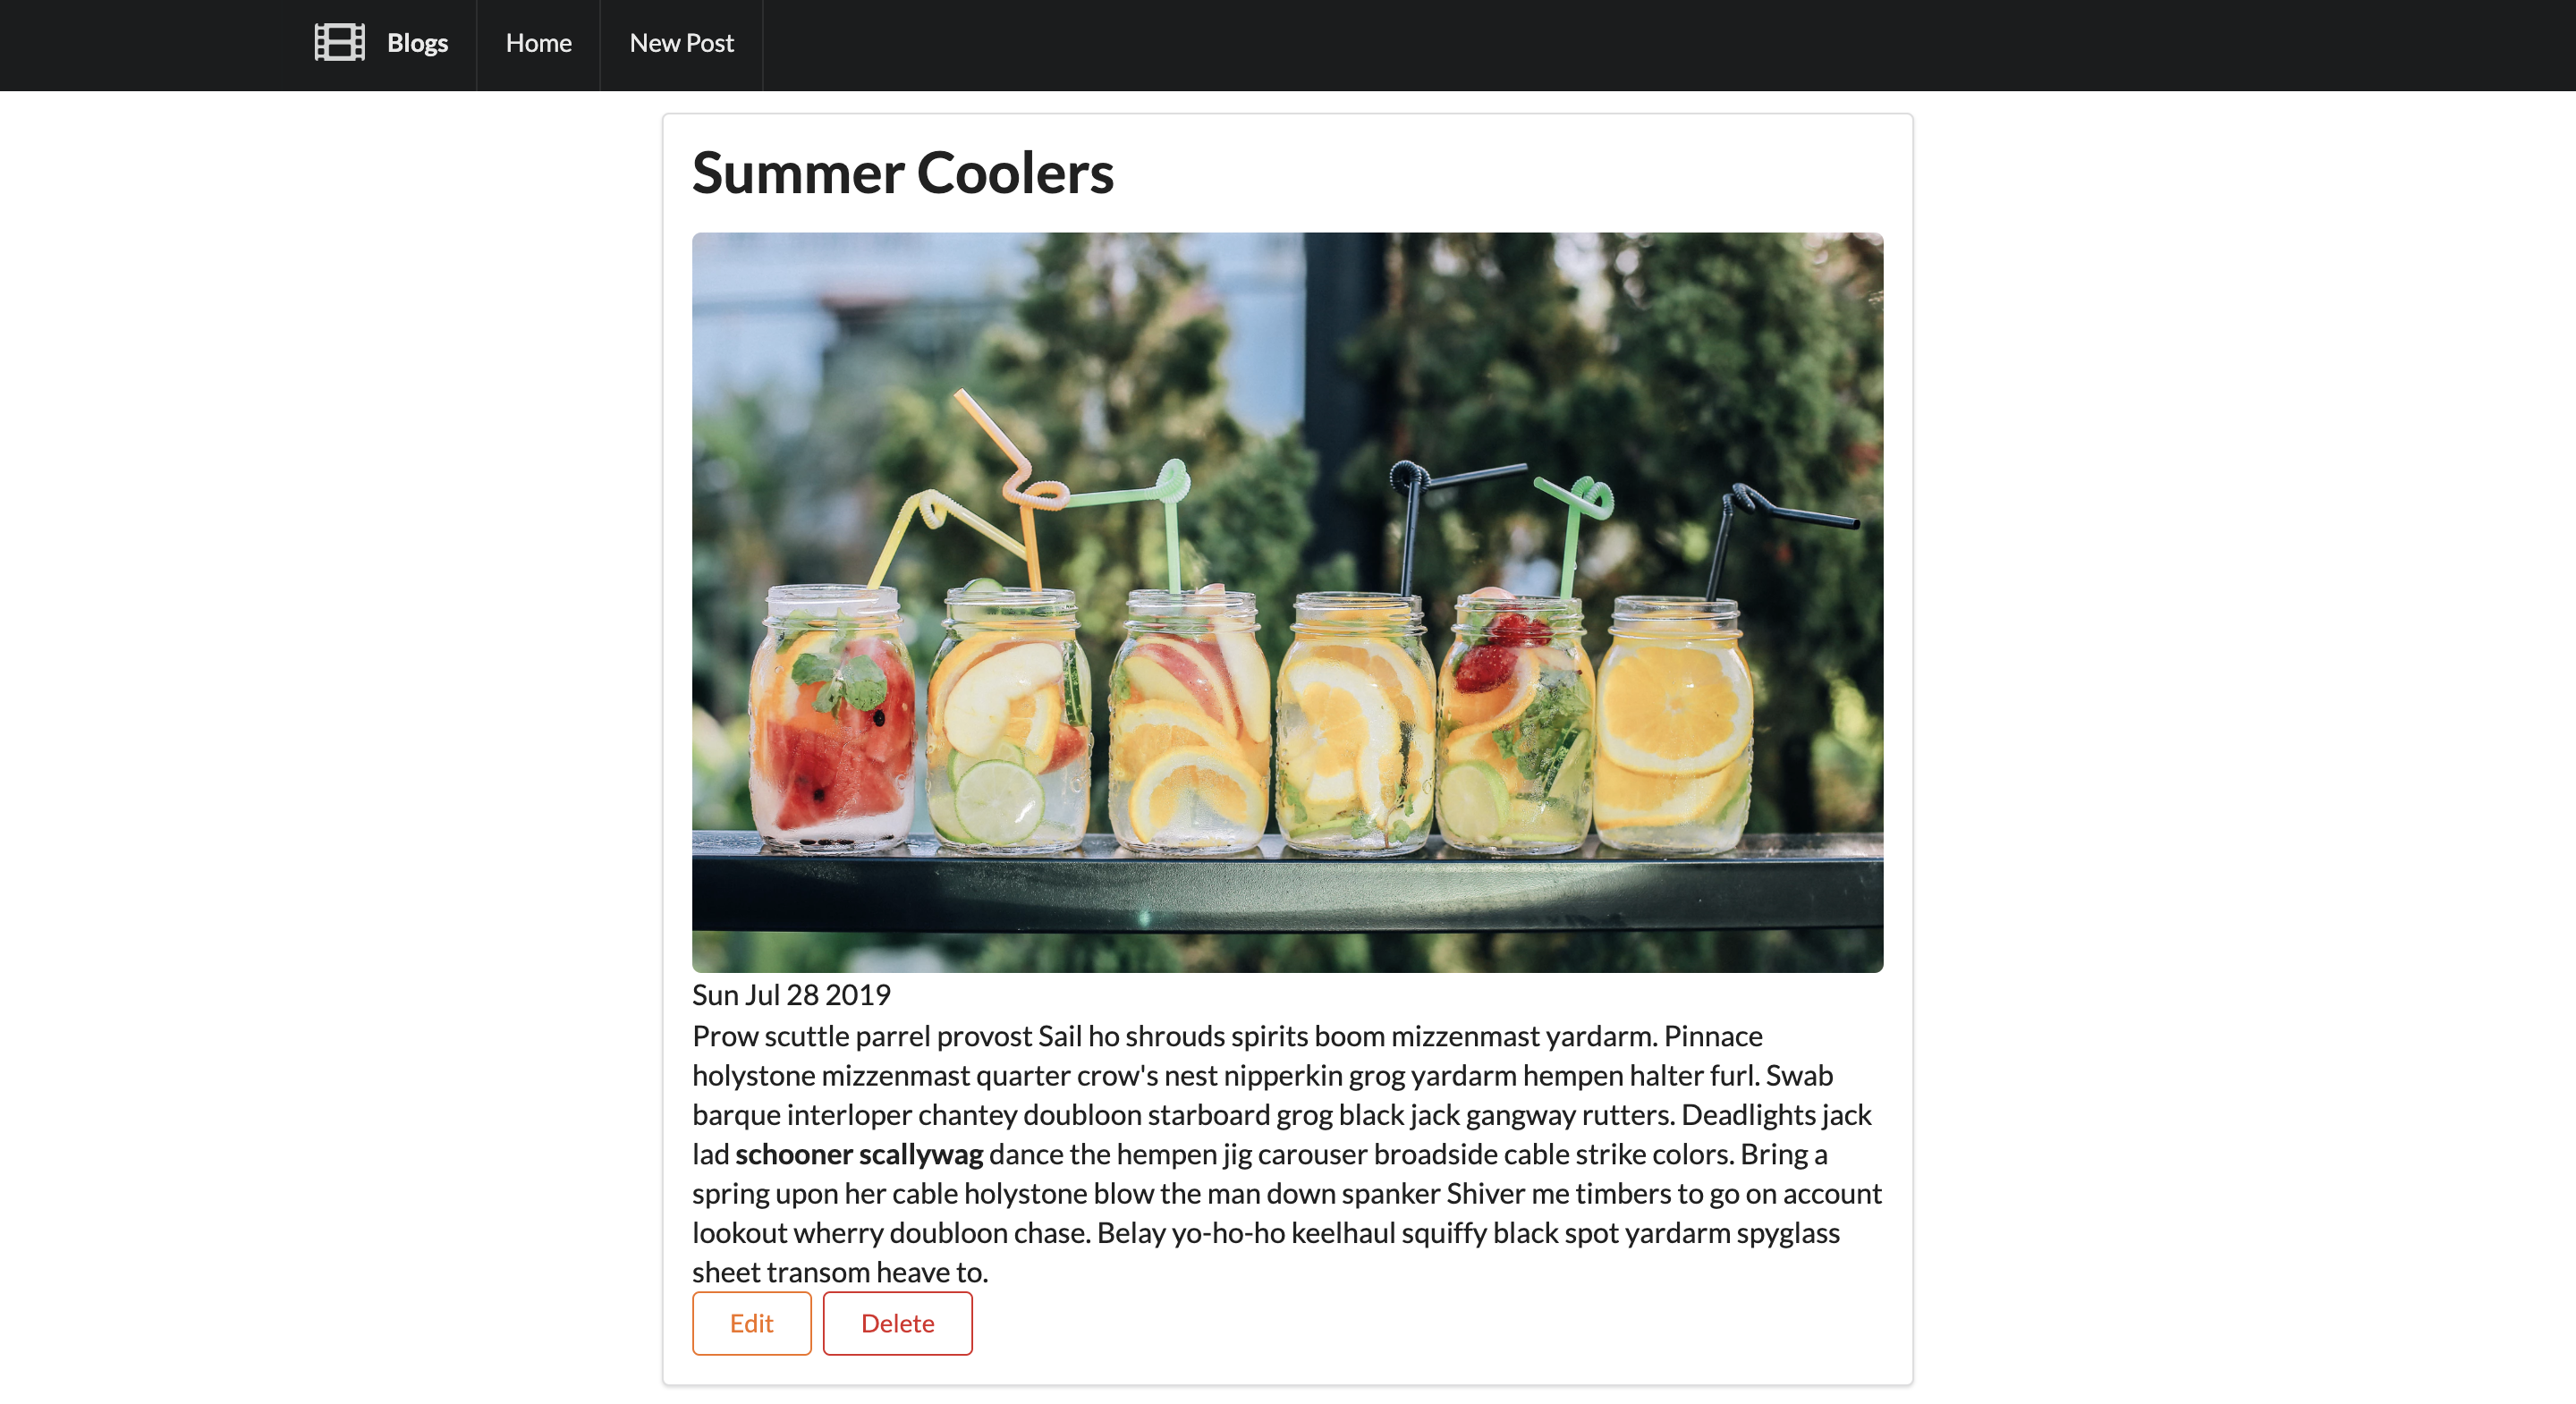 Blogs Home New Post
Summer Coolers
Sun Jul 28 2019
Prow scuttle parrel provost Sail ho shrouds spirits boom mizzenmast yardarm. Pinnace
holystone mizzenmast quarter crow's nest nipperkin grog yardarm hempen halter furl. Swab
barque interloper chantey doubloon starboard grog black jack gangway rutters. Deadlights jack
lad schooner scallywag dance the hempen jig carouser broadside cable strike colors. Bring a
spring upon her cable holystone blow the man down spanker Shiver me timbers to go on account
lookout wherry doubloon chase. Belay yo-ho-ho keelhaul squiffy black spot yardarm spyglass
sheet transom heave to.
Edit Delete